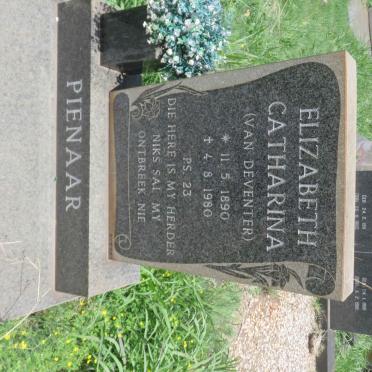 ELIZABETH
CATHARINA
(VAN DEVENTER)
* 11. 5. 1890
† 4. 8. 1980
PS. 23
DIE HERE IS MY HERDER
NIKS SAL MY
ONTBREEK NIE
PIENAAR